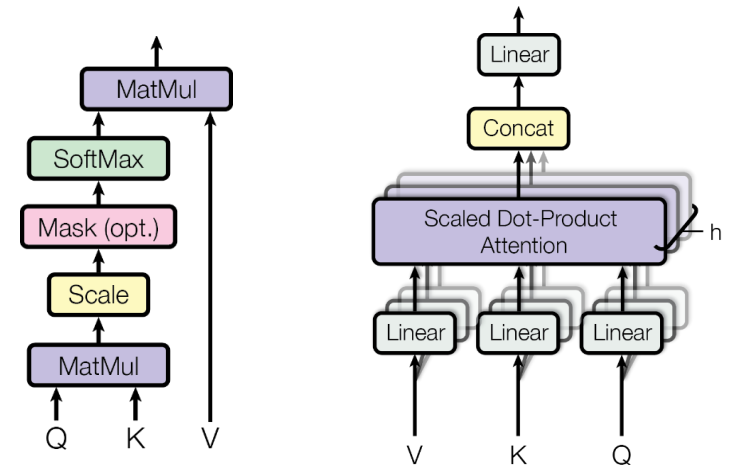 MatMul
SoftMax
Mask (opt.)
Scale
MatMul
Q K V
Linear
Concat
Scaled Dot-Product
Attention
h
Linear Linear Linear
V K Q